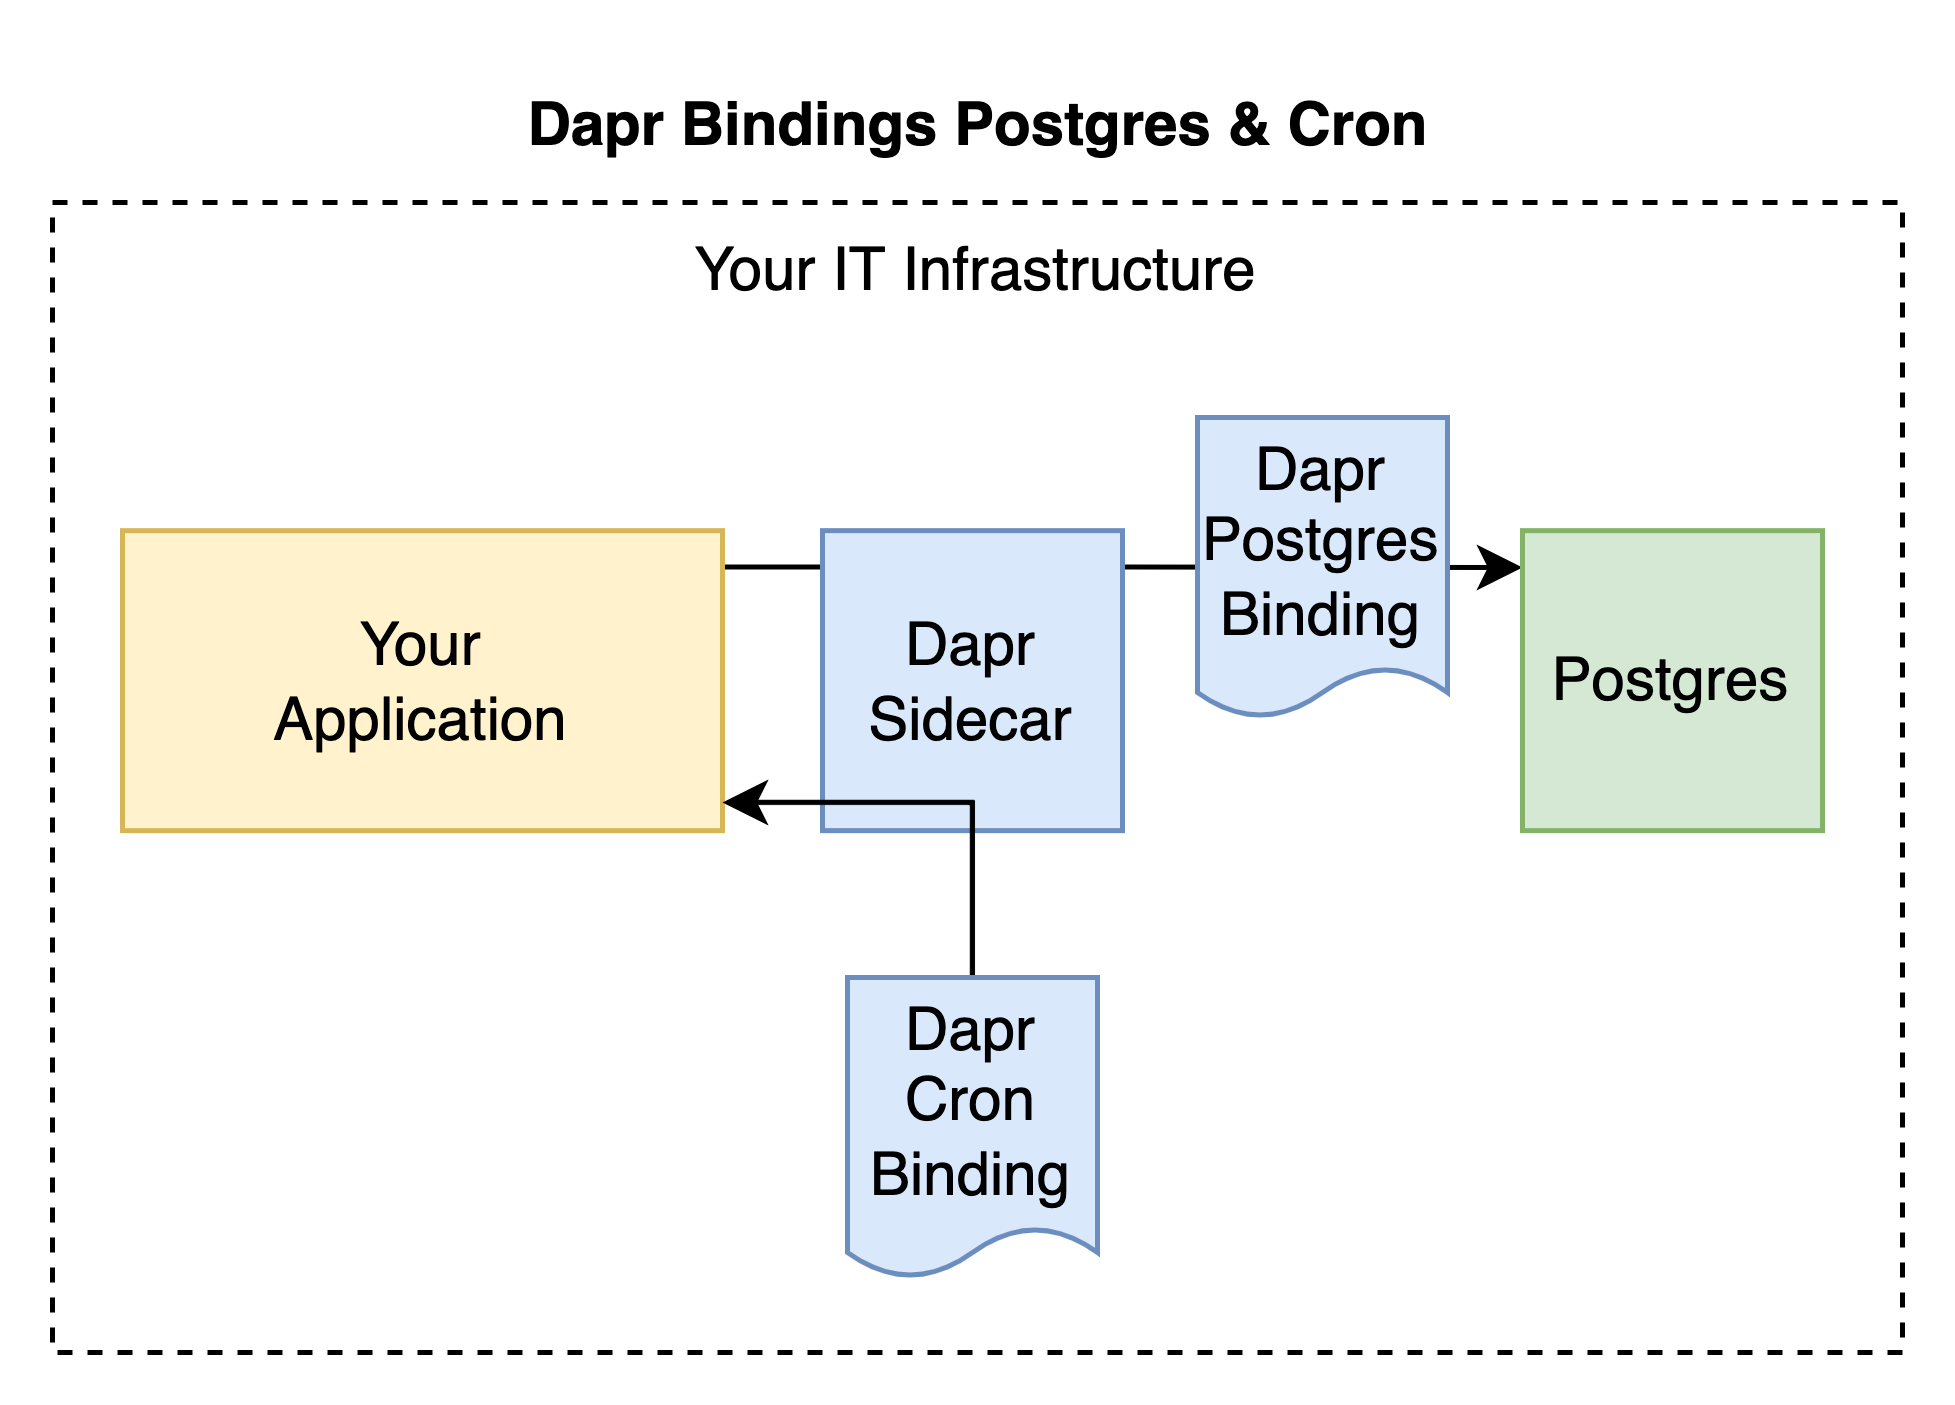 Dapr Bindings Postgres & Cron
Your IT Infrastructure
Dapr
Postgres
Binding
Your
Application
Dapr
Sidecar
Postgres
Dapr
Cron
Binding